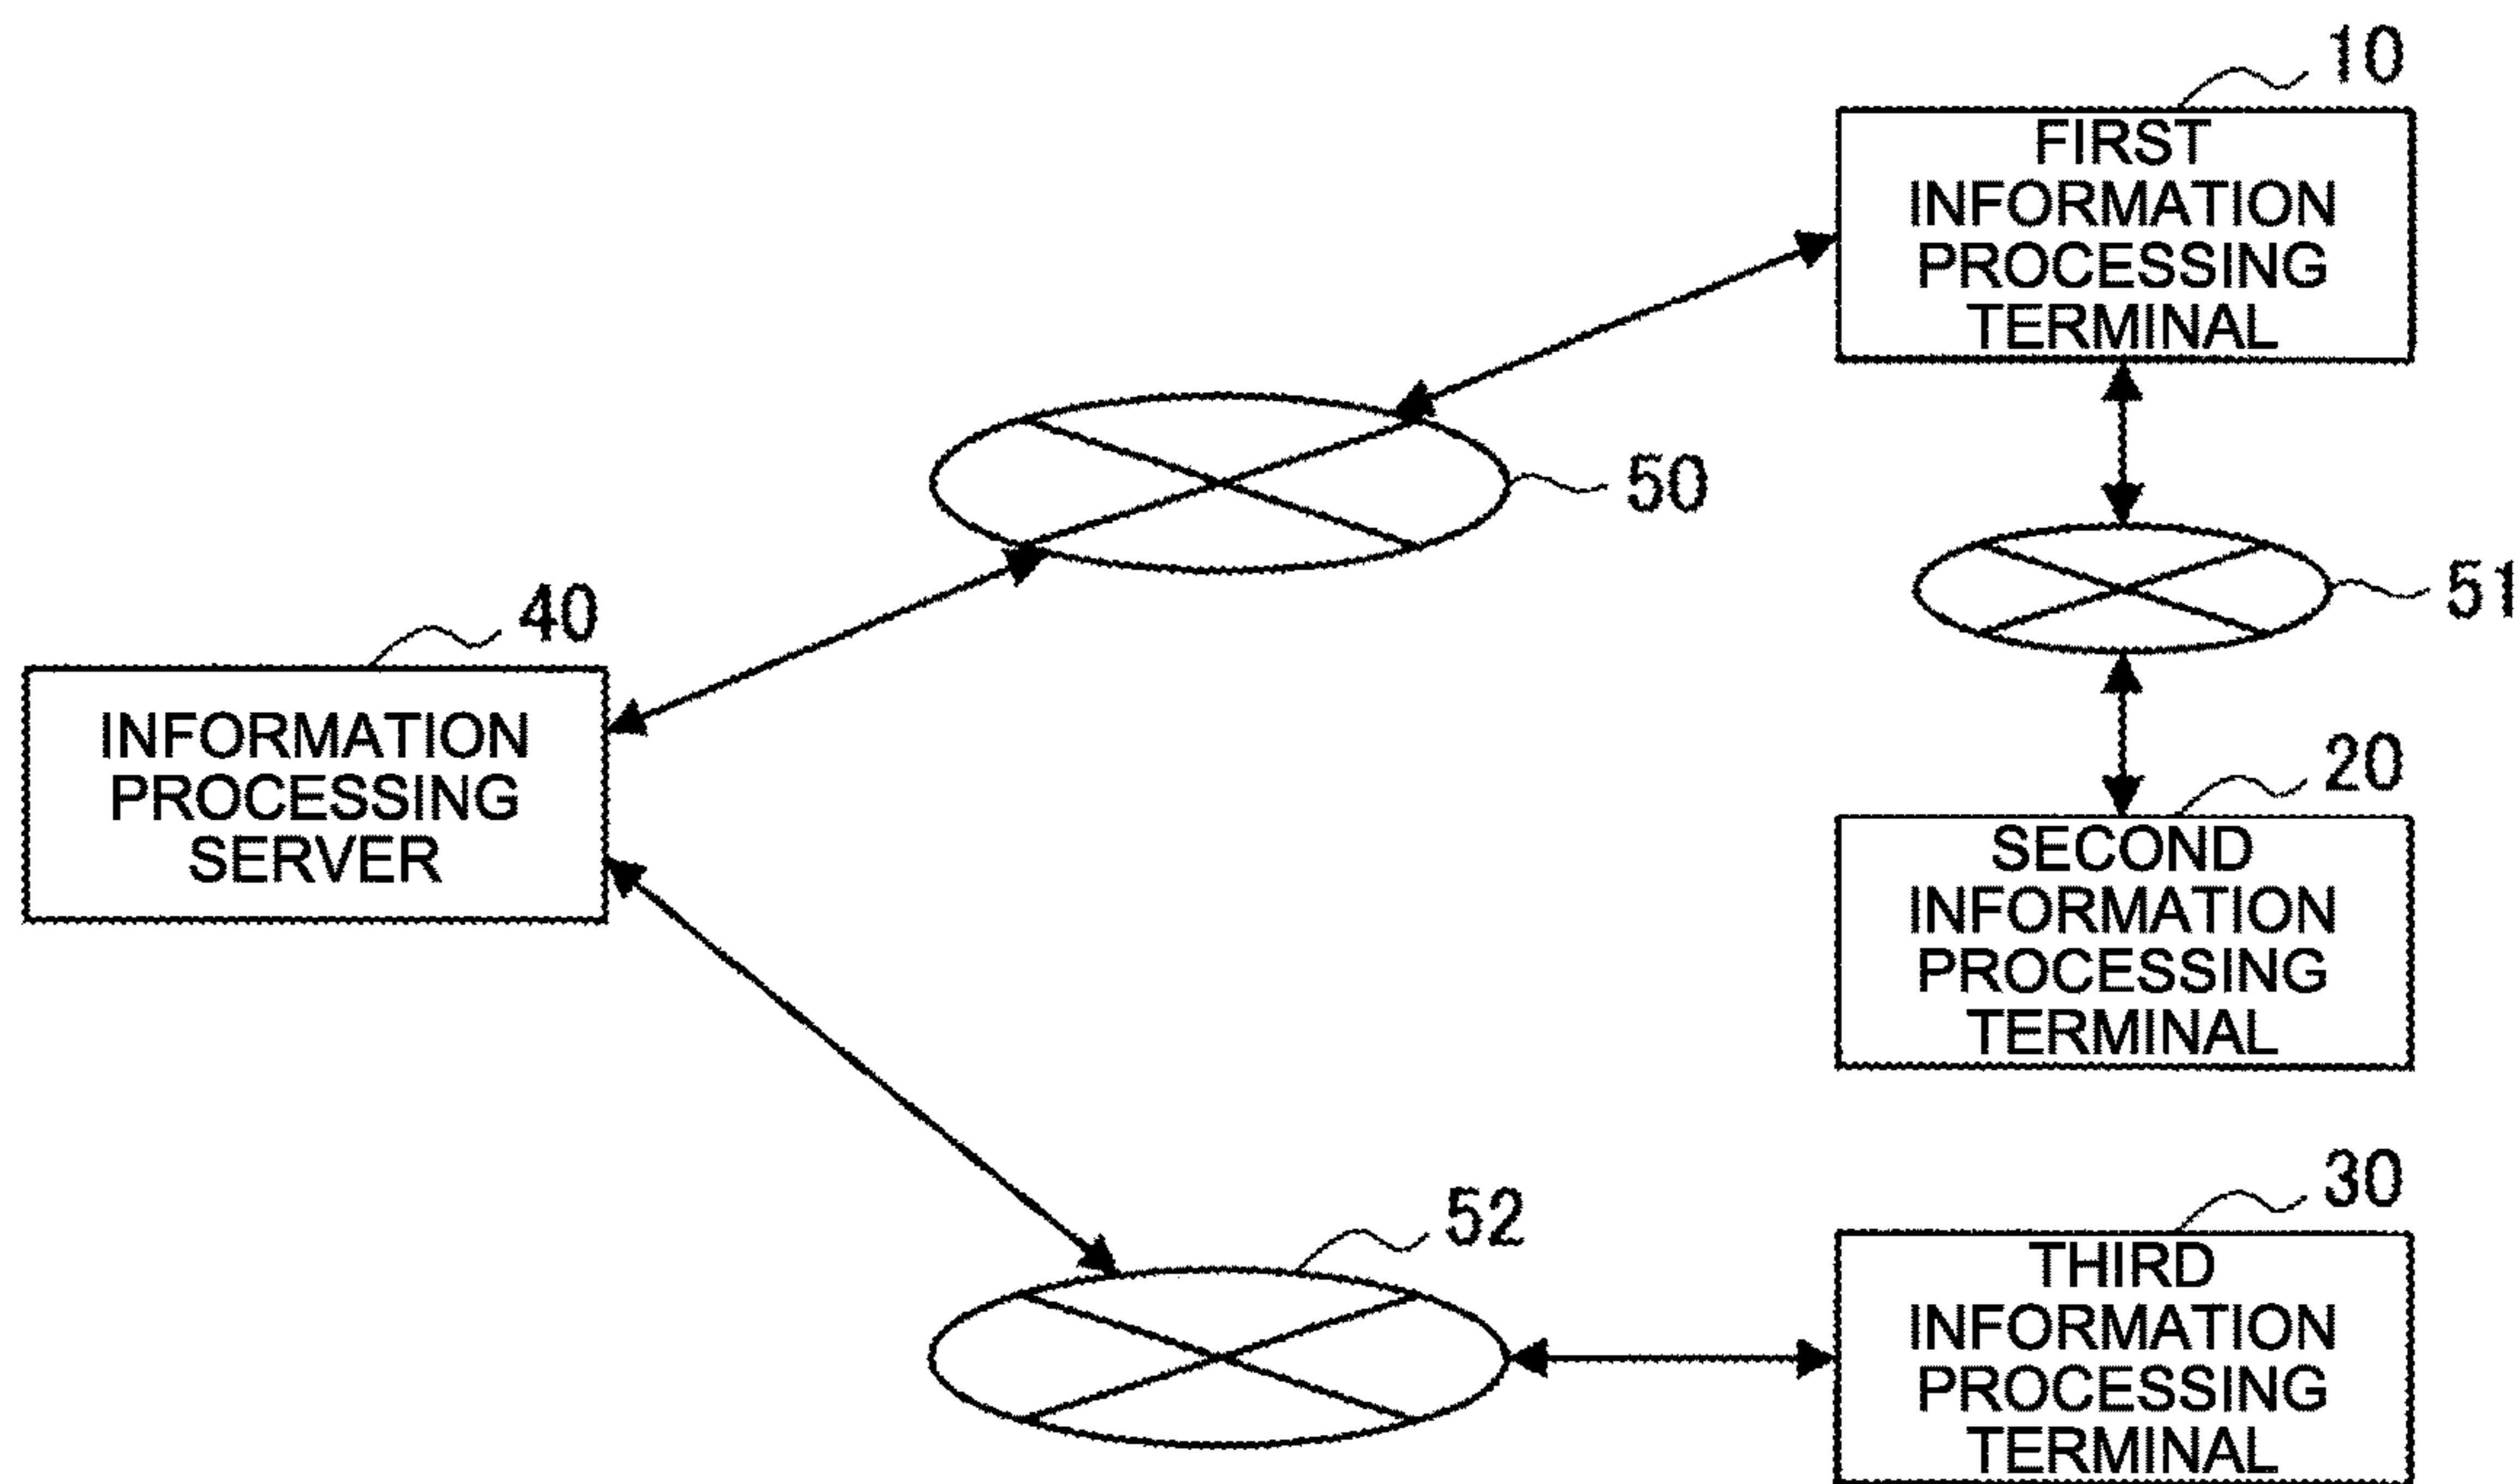 10
FIRST
INFORMATION
PROCESSING
TERMINAL
50
51
40
INFORMATION
PROCESSING
SERVER
20
SECOND
INFORMATION
PROCESSING
TERMINAL
52
30
THIRD
INFORMATION
PROCESSING
TERMINAL